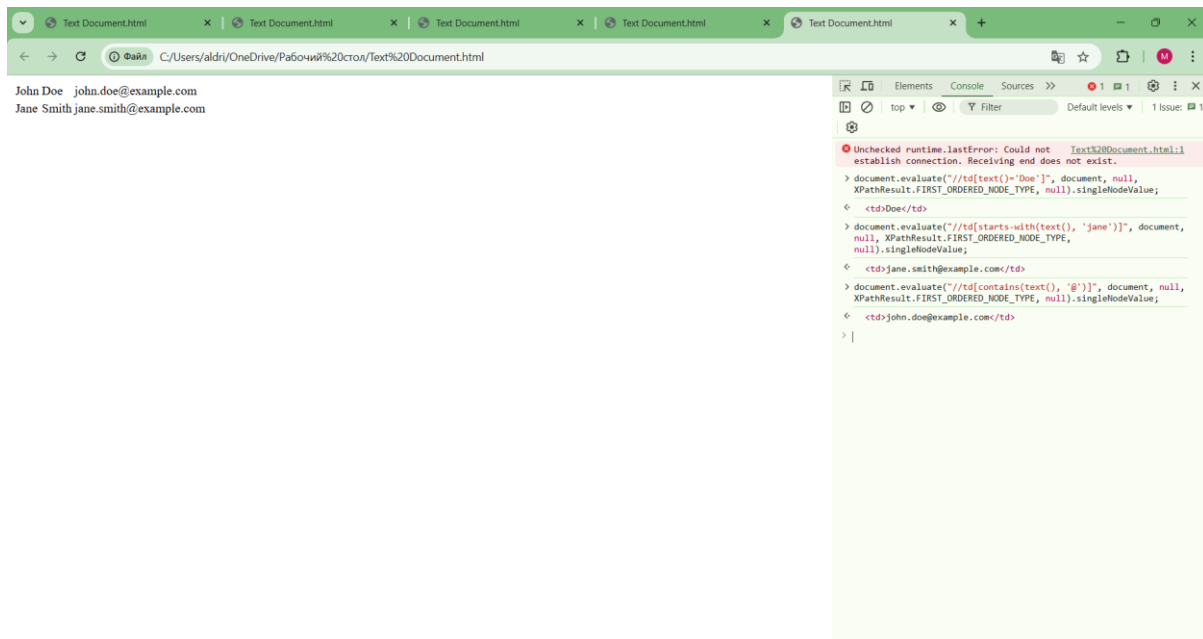 Text Document.html
Text Document.html
Text Document.html
Text Document.html
Text Document.html
Файл C:/Users/aldri/OneDrive/Рабочий%20стол/Text%20Document.html
M
John Doe john.doe@example.com
Jane Smith jane.smith@example.com
Elements Console Sources 1 1
top Filter Default levels 1 Issue: 1
Unchecked runtime.lastError: Could not Text%20Document.html:1
establish connection. Receiving end does not exist.
> document.evaluate("//td[text()='Doe']", document, null,
XPathResult.FIRST_ORDERED_NODE_TYPE, null).singleNodeValue;
<td>Doe</td>
> document.evaluate("//td[starts-with(text(), 'jane')]", document,
null, XPathResult.FIRST_ORDERED_NODE_TYPE,
null).singleNodeValue;
<td>jane.smith@example.com</td>
> document.evaluate("//td[contains(text(), '@')]", document, null,
XPathResult.FIRST_ORDERED_NODE_TYPE, null).singleNodeValue;
<td>john.doe@example.com</td>
>